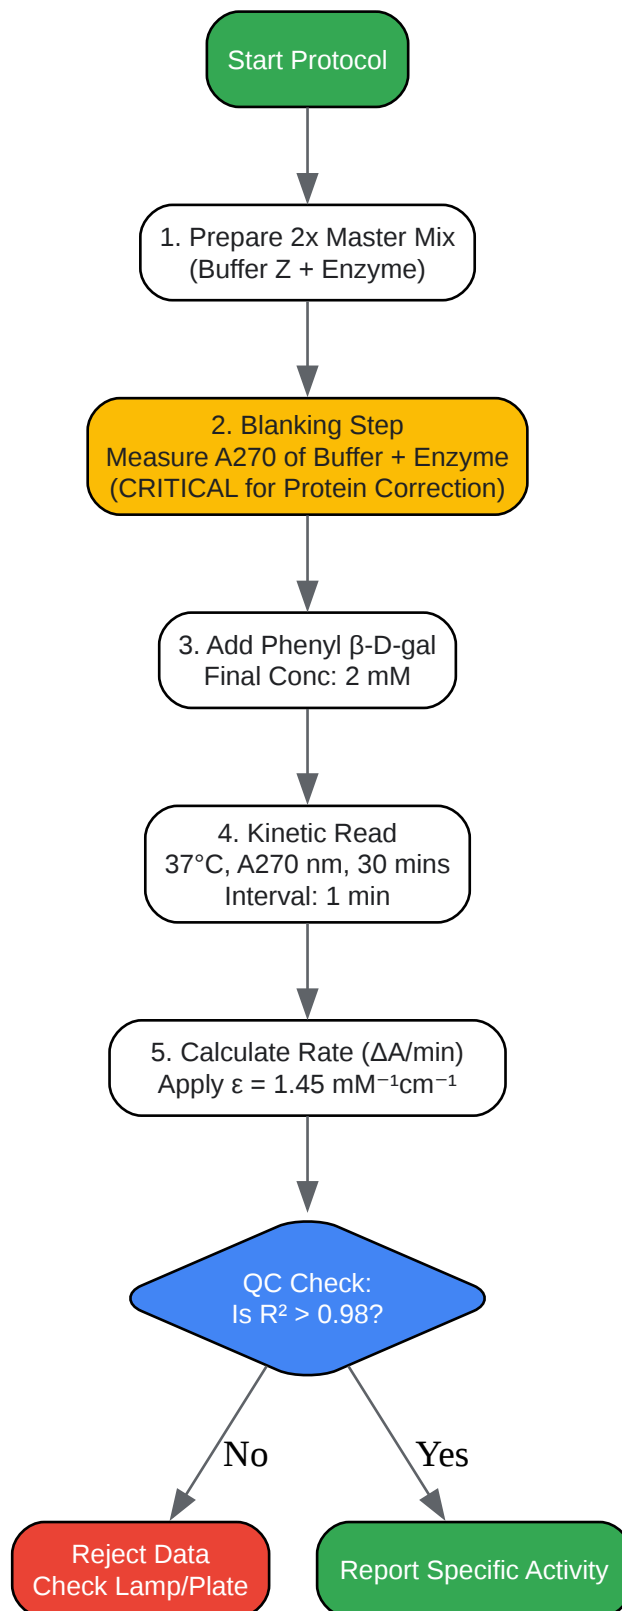 Start Protocol
1. Prepare 2x Master Mix
(Buffer Z + Enzyme)
2. Blanking Step
Measure A270 of Buffer + Enzyme
(CRITICAL for Protein Correction)
3. Add Phenyl β-D-gal
Final Conc: 2 mM
4. Kinetic Read
37°C, A270 nm, 30 mins
Interval: 1 min
5. Calculate Rate (ΔA/min)
Apply ε = 1.45 mM⁻¹cm⁻¹
QC Check:
Is R² > 0.98?
No
Yes
Reject Data
Check Lamp/Plate
Report Specific Activity